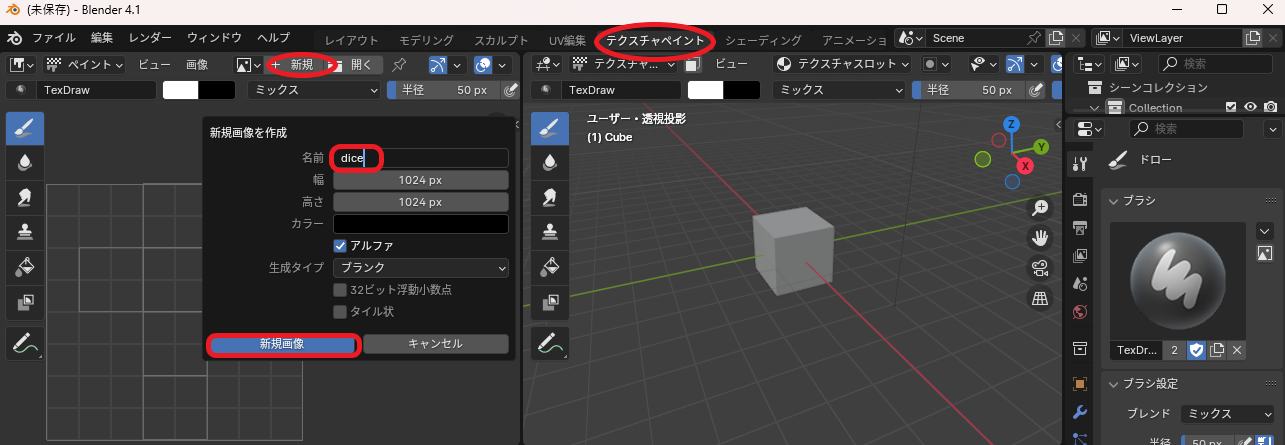 (未保存) - Blender 4.1
ファイル 編集 レンダー ウィンドウ ヘルプ レイアウト モデリング スカルプト UV編集 テクスチャペイント シェーディング アニメーショ Scene ViewLayer
ペイント ビュー 画像 + 新規 開く テクスチャ... ビュー テクスチャスロット 検索
TexDraw ミックス 半径 50 px TexDraw ミックス 半径 50 px シーンコレクション
Collection
新規画像を作成 ユーザー・透視投影 検索
(1) Cube
Z
Y
X
名前 dice ドロー
幅 1024 px
高さ 1024 px ブラシ
カラー
アルファ
生成タイプ ブランク
32ビット浮動小数点
タイル状
新規画像 キャンセル
TexDr... 2
ブラシ設定
ブレンド ミックス
半径 50 px